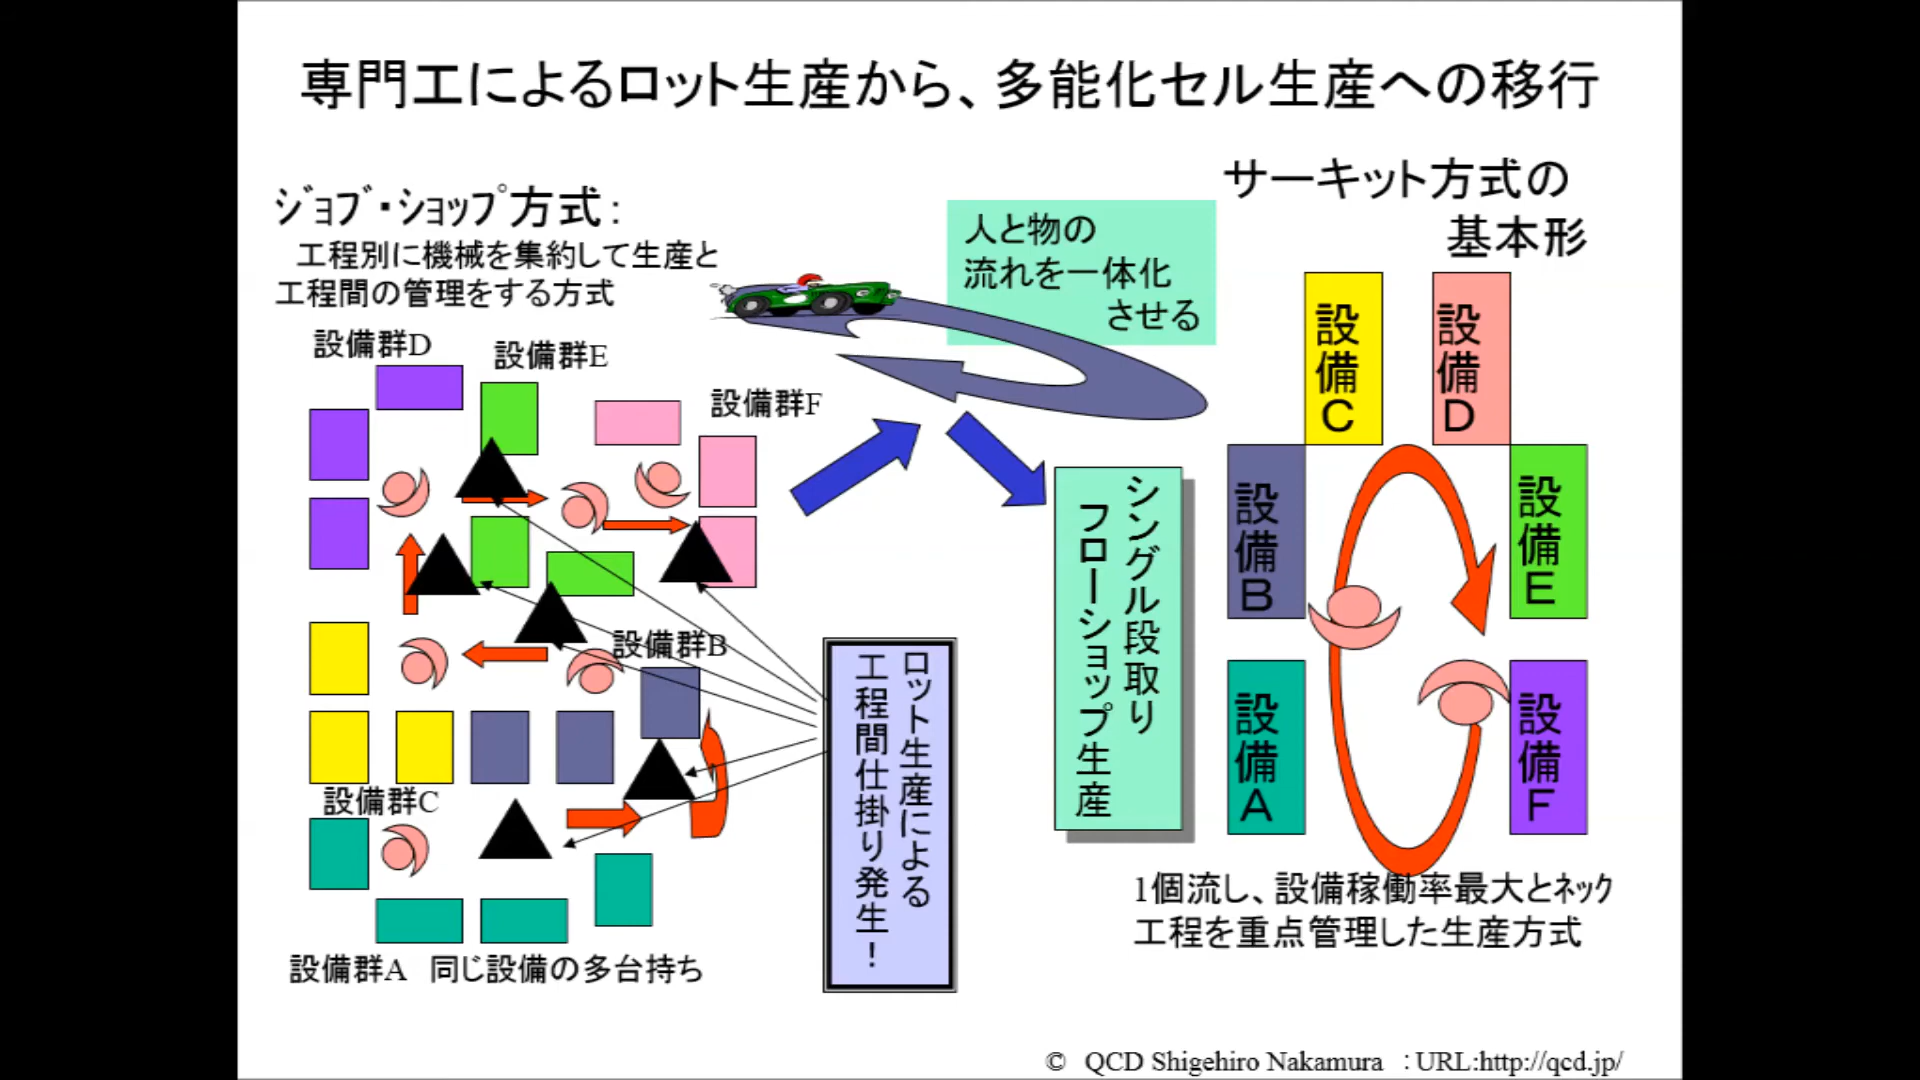 専門工によるロット生産から、多能化セル生産への移行
ｼﾞｮﾌﾞ・ｼｮｯﾌﾟ方式：
工程別に機械を集約して生産と
工程間の管理をする方式
設備群D
設備群E
設備群F
設備群B
設備群C
設備群A　同じ設備の多台持ち
ロット生産による
工程間仕掛り発生！
人と物の
流れを一体化
させる
シングル段取り
フローショップ生産
サーキット方式の
基本形
設備C
設備D
設備B
設備E
設備A
設備F
1個流し、設備稼働率最大とﾈｯｸ
工程を重点管理した生産方式
©　QCD Shigehiro Nakamura　：URL:http://qcd.jp/